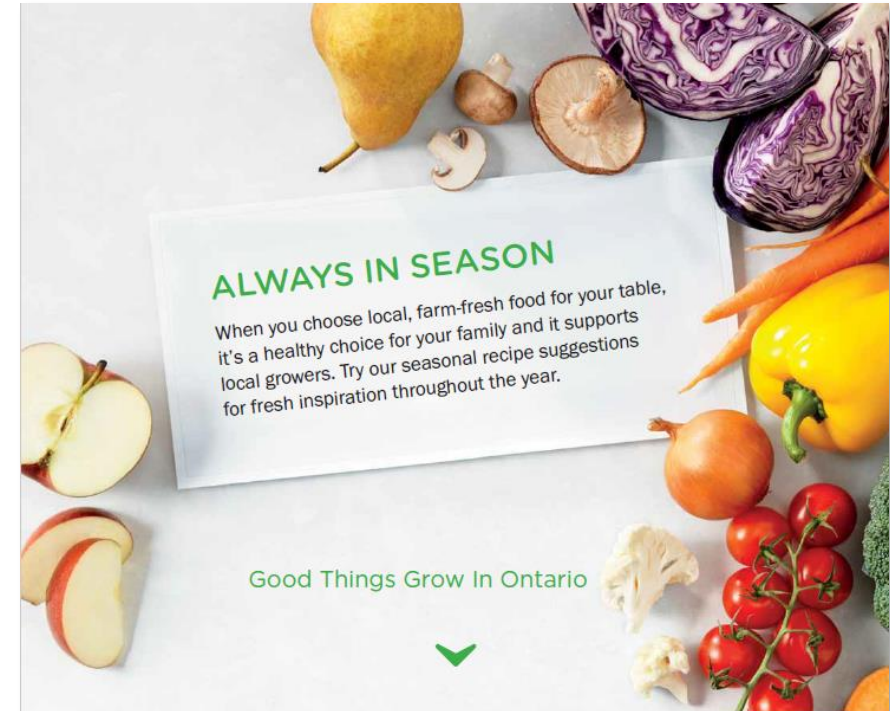 ALWAYS IN SEASON
When you choose local, farm-fresh food for your table,
it's a healthy choice for your family and it supports
local growers. Try our seasonal recipe suggestions
for fresh inspiration throughout the year.
Good Things Grow In Ontario